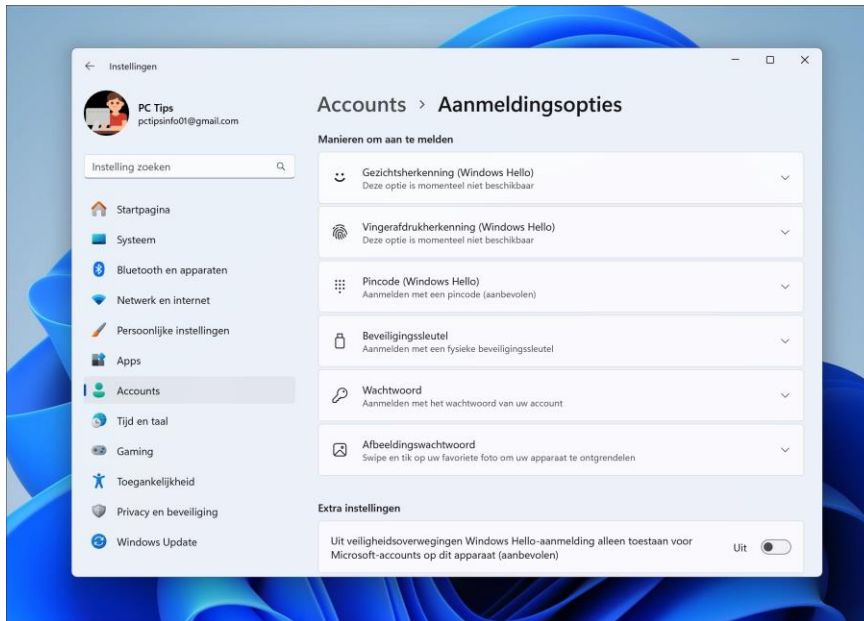 Instellingen
PC Tips
pctipsinfo01@gmail.com
Instelling zoeken
Startpagina
Systeem
Bluetooth en apparaten
Netwerk en internet
Persoonlijke instellingen
Apps
Accounts
Tijd en taal
Gaming
Toegankelijkheid
Privacy en beveiliging
Windows Update
Accounts > Aanmeldingsopties
Manieren om aan te melden
Gezichtsherkenning (Windows Hello)
Deze optie is momenteel niet beschikbaar
Vingerafdrukherkenning (Windows Hello)
Deze optie is momenteel niet beschikbaar
Pincode (Windows Hello)
Aanmelden met een pincode (aanbevolen)
Beveiligingssleutel
Aanmelden met een fysieke beveiligingssleutel
Wachtwoord
Aanmelden met het wachtwoord van uw account
Afbeeldingswachtwoord
Swipe en tik op uw favoriete foto om uw apparaat te ontgrendelen
Extra instellingen
Uit veiligheidsoverwegingen Windows Hello-aanmelding alleen toestaan voor
Microsoft-accounts op dit apparaat (aanbevolen)
Uit